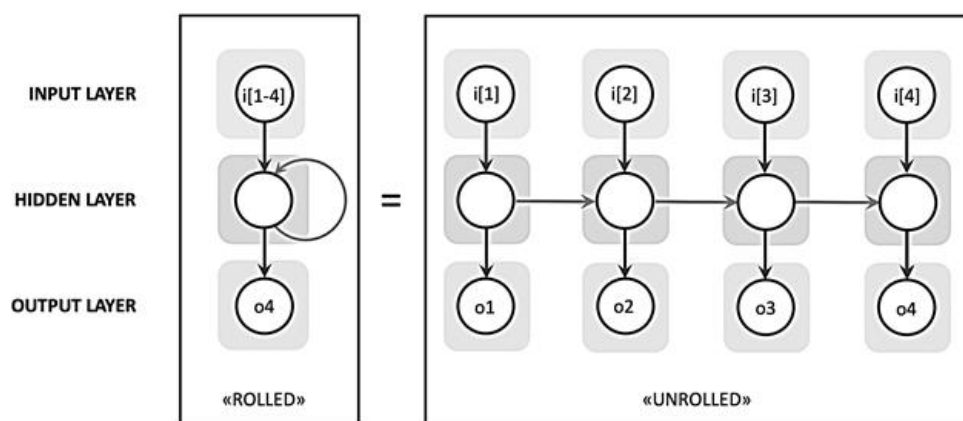 INPUT LAYER i[1-4] i[1] i[2] i[3] i[4]
HIDDEN LAYER =
OUTPUT LAYER o4 o1 o2 o3 o4
«ROLLED» «UNROLLED»